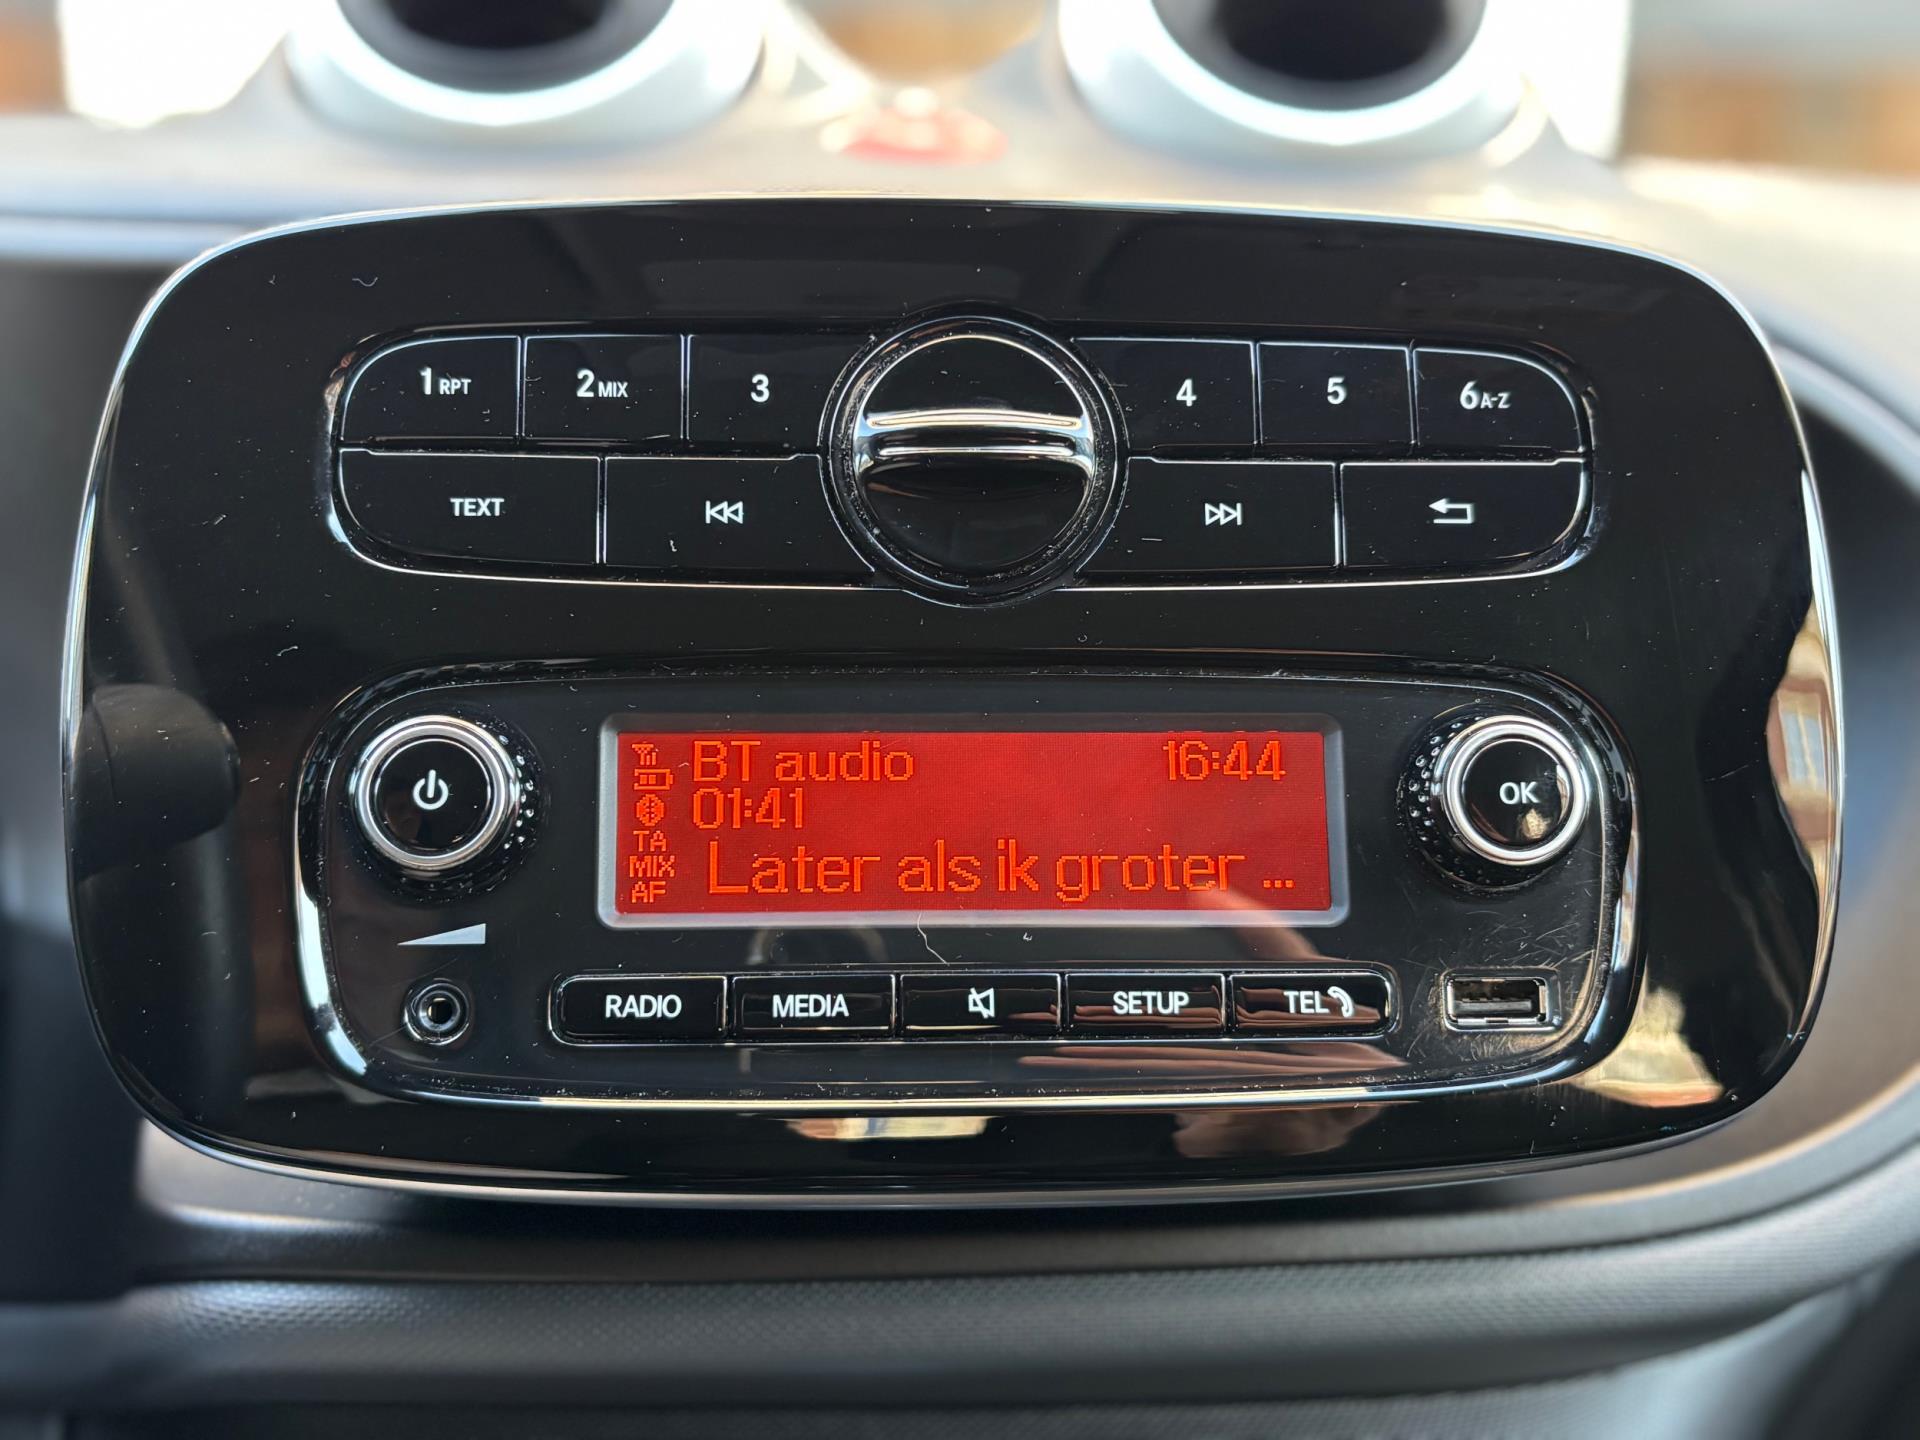 1 RPT 2 MIX 3 4 5 6 A-Z
TEXT
BT audio 16:44
01:41
TA
MIX Later als ik groter ...
AF
OK
RADIO MEDIA SETUP TEL